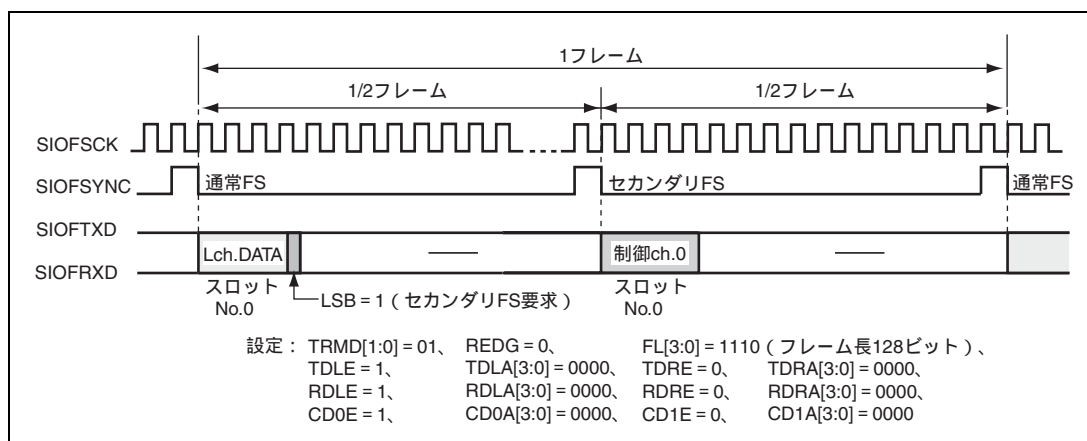 1フレーム
1/2フレーム 1/2フレーム
SIOFSCK
SIOFSYNC 通常FS セカンダリFS 通常FS
SIOFTXD
Lch.DATA 制御ch.0
SIOFRXD
スロット スロット
No.0 LSB = 1（セカンダリFS要求） No.0
設定： TRMD[1:0] = 01、 REDG = 0、 FL[3:0] = 1110（フレーム長128ビット）、
TDLE = 1、 TDLA[3:0] = 0000、 TDRE = 0、 TDRA[3:0] = 0000、
RDLE = 1、 RDLA[3:0] = 0000、 RDRE = 0、 RDRA[3:0] = 0000、
CD0E = 1、 CD0A[3:0] = 0000、 CD1E = 0、 CD1A[3:0] = 0000